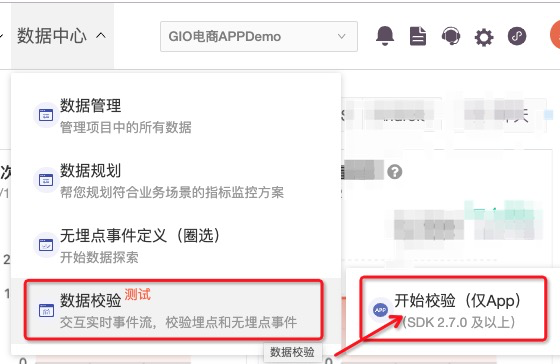 数据中心
GIO电商APPDemo
数据管理
管理项目中的所有数据
数据规划
帮您规划符合业务场景的指标监控方案
无埋点事件定义（圈选）
开始数据探索
数据校验 测试
交互实时事件流，校验埋点和无埋点事件
数据校验
APP
开始校验（仅App）
(SDK 2.7.0 及以上)
次
天
?
0
0